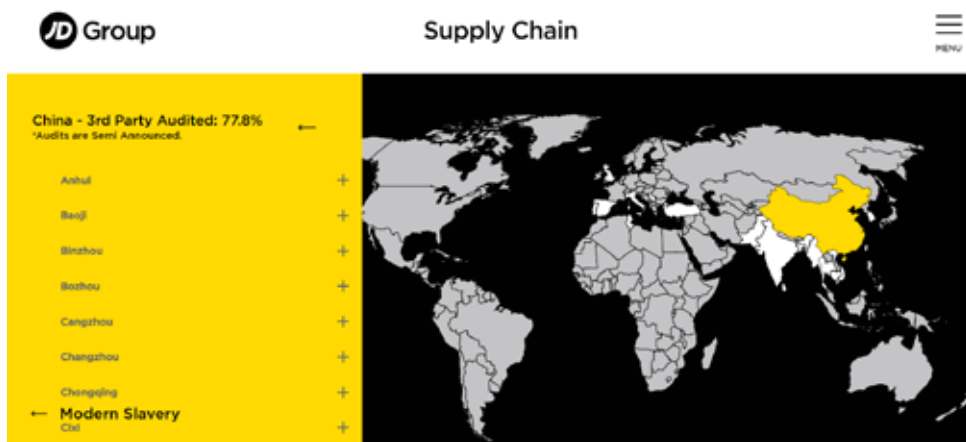 JD Group
Supply Chain
MENU
China - 3rd Party Audited: 77.8%
←
*Audits are Semi Announced.
Anhui
+
Baoji
+
Binzhou
+
Bozhou
+
Cangzhou
+
Changzhou
+
Chongqing
+
← Modern Slavery
Cixi
+